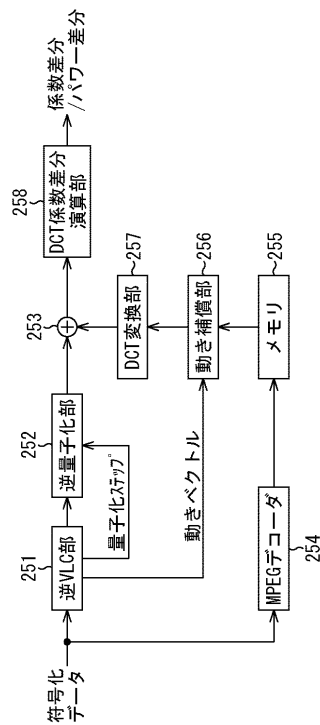 符号化
データ
251
逆VLC部
量子化ステップ
動きベクトル
252
逆量子化部
253
258
DCT係数差分
演算部
係数差分
/パワー差分
257
DCT変換部
256
動き補償部
255
メモリ
MPEGデコーダ
254